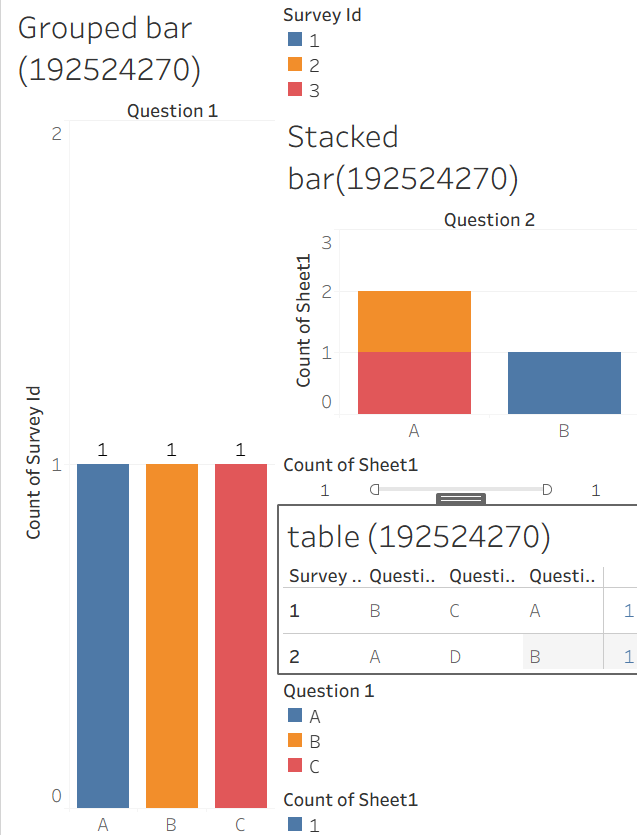 Grouped bar
(192524270)
Question 1
2
1
0
Count of Survey Id
1
1
1
A
B
C
Survey Id
1
2
3
Stacked
bar(192524270)
Question 2
3
2
1
0
Count of Sheet1
A
B
Count of Sheet1
1
1
table (192524270)
Survey .. Questi.. Questi.. Questi..
1 B C A 1
2 A D B 1
Question 1
A
B
C
Count of Sheet1
1